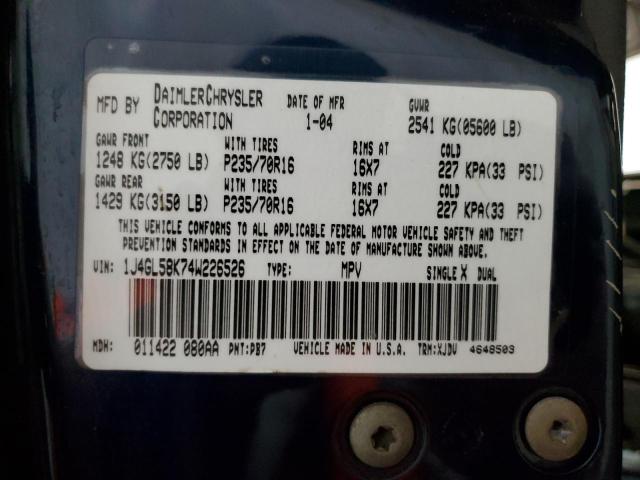 MFD BY DAIMLERCHRYSLER CORPORATION DATE OF MFR 1-04 GVWR 2541 KG(05600 LB)
GAWR FRONT WITH TIRES RIMS AT COLD
1248 KG(2750 LB) P235/70R16 16X7 227 KPA(33 PSI)
GAWR REAR WITH TIRES RIMS AT COLD
1429 KG(3150 LB) P235/70R16 16X7 227 KPA(33 PSI)
THIS VEHICLE CONFORMS TO ALL APPLICABLE FEDERAL MOTOR VEHICLE SAFETY AND THEFT
PREVENTION STANDARDS IN EFFECT ON THE DATE OF MANUFACTURE SHOWN ABOVE.
VIN: 1J4GL58K74W226526 TYPE: MPV SINGLE X DUAL
MDH: 011422 080AA PNT:PB7 VEHICLE MADE IN U.S.A. TRM:XJDV 4648503